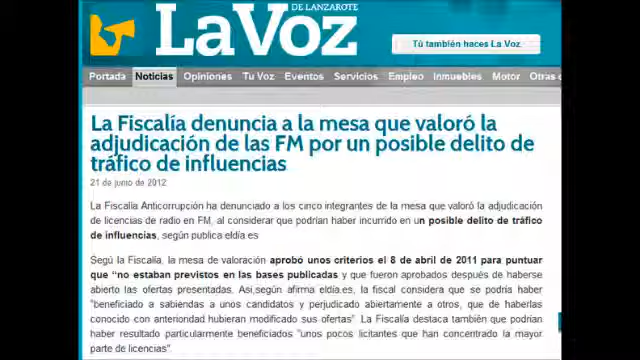 LaVoz
DE LANZAROTE
Tú también haces La Voz
Portada Noticias Opiniones Tu Voz Eventos Servicios Empleo Inmuebles Motor Otras
La Fiscalía denuncia a la mesa que valoró la
adjudicación de las FM por un posible delito de
tráfico de influencias
21 de junio de 2012
La Fiscalía Anticorrupción ha denunciado a los cinco integrantes de la mesa que valoró la adjudicación
de licencias de radio en FM, al considerar que podrían haber incurrido en un posible delito de tráfico
de influencias, según publica eldía.es
Segú la Fiscalía, la mesa de valoración aprobó unos criterios el 8 de abril de 2011 para puntuar
que “no estaban previstos en las bases publicadas y que fueron aprobados después de haberse
abierto las ofertas presentadas. Así,según afirma eldía.es, la fiscal considera que se podría haber
"beneficiado a sabiendas a unos candidatos y perjudicado abiertamente a otros, que de haberlas
conocido con anterioridad hubieran modificado sus ofertas". La Fiscalía destaca también que podrían
haber resultado particularmente beneficiados "unos pocos licitantes que han concentrado la mayor
parte de licencias"